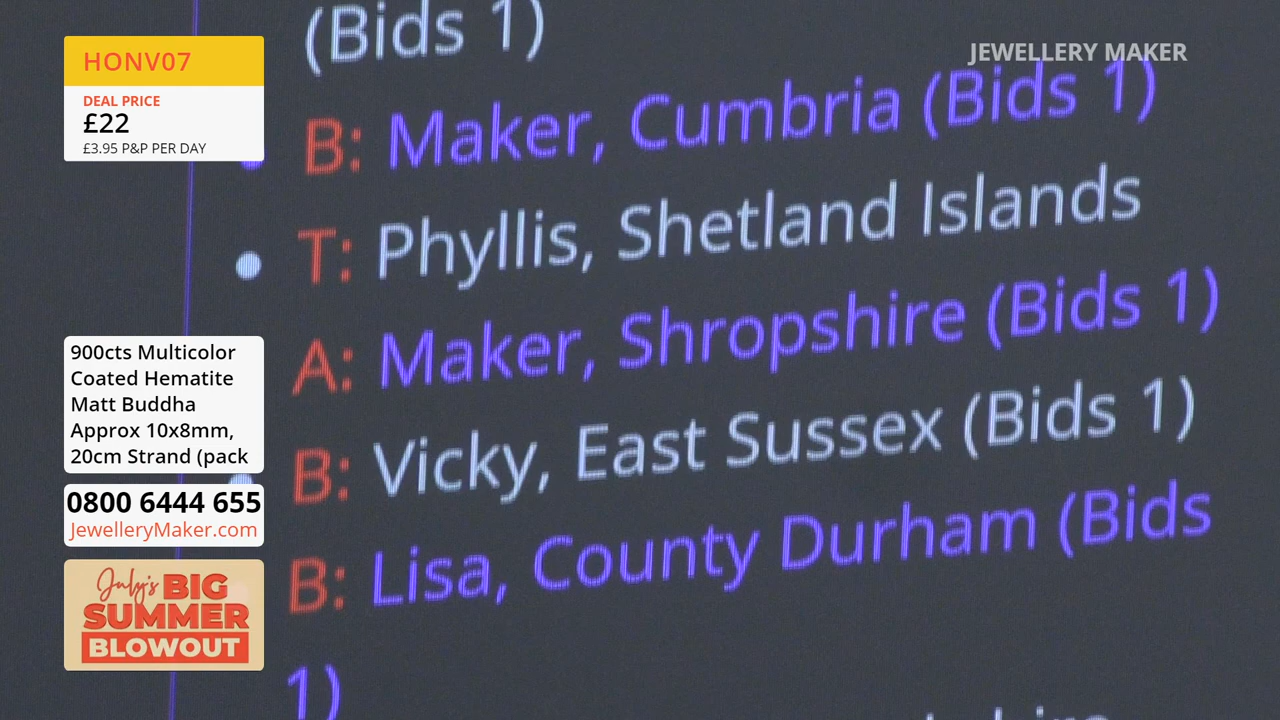 HONV07
DEAL PRICE
£22
£3.95 P&P PER DAY
JEWELLERY MAKER
(Bids 1)
B: Maker, Cumbria (Bids 1)
T: Phyllis, Shetland Islands
A: Maker, Shropshire (Bids 1)
B: Vicky, East Sussex (Bids 1)
B: Lisa, County Durham (Bids
1)
900cts Multicolor
Coated Hematite
Matt Buddha
Approx 10x8mm,
20cm Strand (pack
0800 6444 655
JewelleryMaker.com
July's BIG
SUMMER
BLOWOUT